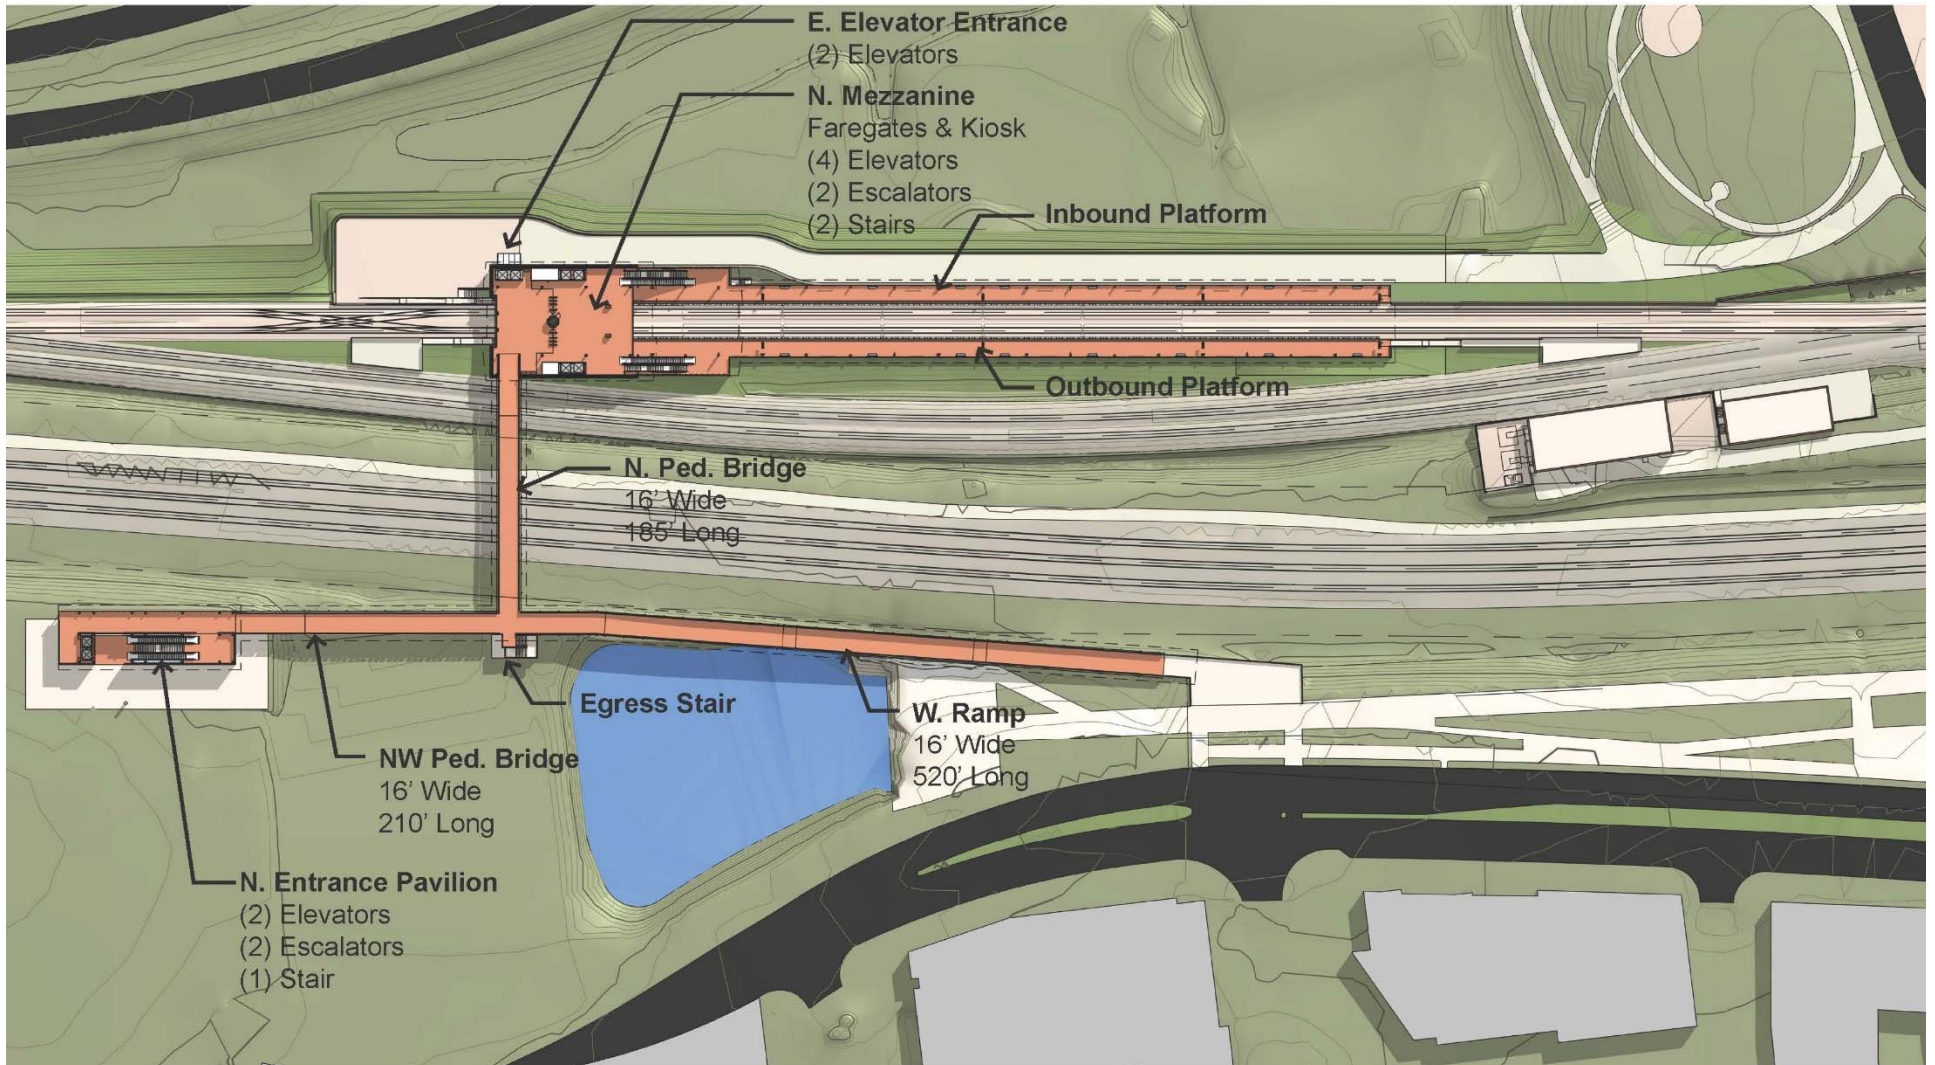 E. Elevator Entrance
(2) Elevators
N. Mezzanine
Faregates & Kiosk
(4) Elevators
(2) Escalators
(2) Stairs
Inbound Platform
Outbound Platform
N. Ped. Bridge
16' Wide
185' Long
Egress Stair
W. Ramp
16' Wide
520' Long
NW Ped. Bridge
16' Wide
210' Long
N. Entrance Pavilion
(2) Elevators
(2) Escalators
(1) Stair